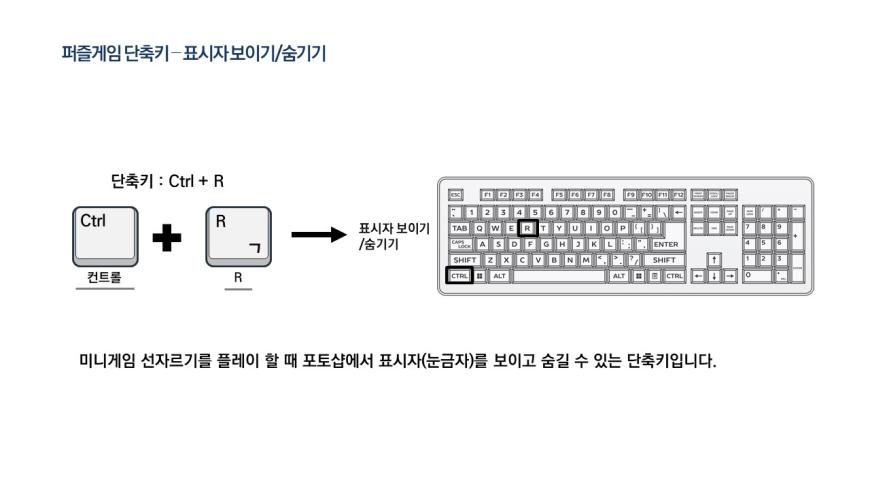 퍼즐게임 단축키 – 표시자 보이기/숨기기
단축키 : Ctrl + R
Ctrl
R
ㄱ
컨트롤
R
표시자 보이기
/숨기기
ESC F1 F2 F3 F4 F5 F6 F7 F8 F9 F10 F11 F12
1 2 3 4 5 6 7 8 9 0
TAB Q W E R T Y U I O P
CAPS LOCK A S D F G H J K L ENTER
SHIFT Z X C V B N M SHIFT
CTRL ALT ALT CTRL
7 8 9
4 5 6
1 2 3
0
미니게임 선자르기를 플레이 할 때 포토샵에서 표시자(눈금자)를 보이고 숨길 수 있는 단축키입니다.